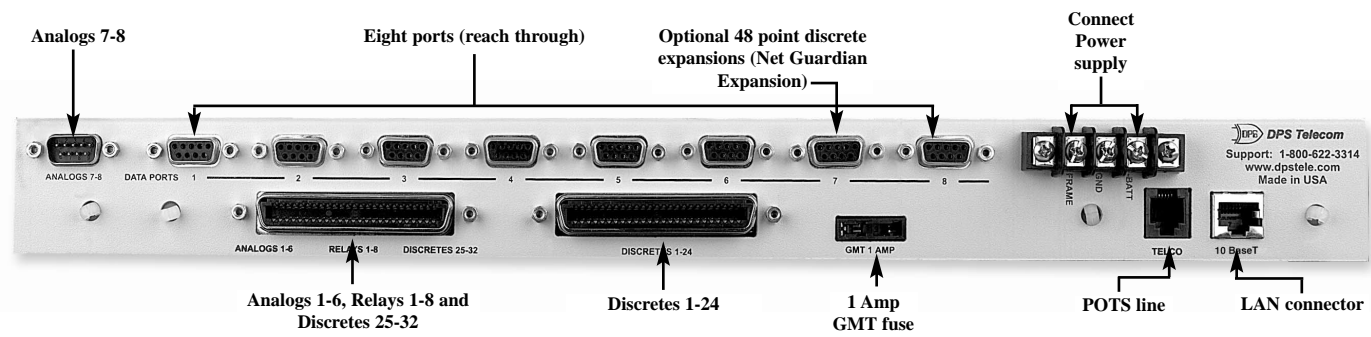 Analogs 7-8
Eight ports (reach through)
Optional 48 point discrete
expansions (Net Guardian
Expansion)
Connect
Power
supply
DPS DPS Telecom
Support: 1-800-622-3314
www.dpstele.com
Made in USA
ANALOGS 7-8
DATA PORTS 1 2 3 4 5 6 7 8
FRAME
GND
-BATT
ANALOGS 1-6 RELAYS 1-8 DISCRETES 25-32
DISCRETES 1-24
GMT 1 AMP
TELCO
10 BaseT
Analogs 1-6, Relays 1-8 and
Discretes 25-32
Discretes 1-24
1 Amp
GMT fuse
POTS line
LAN connector